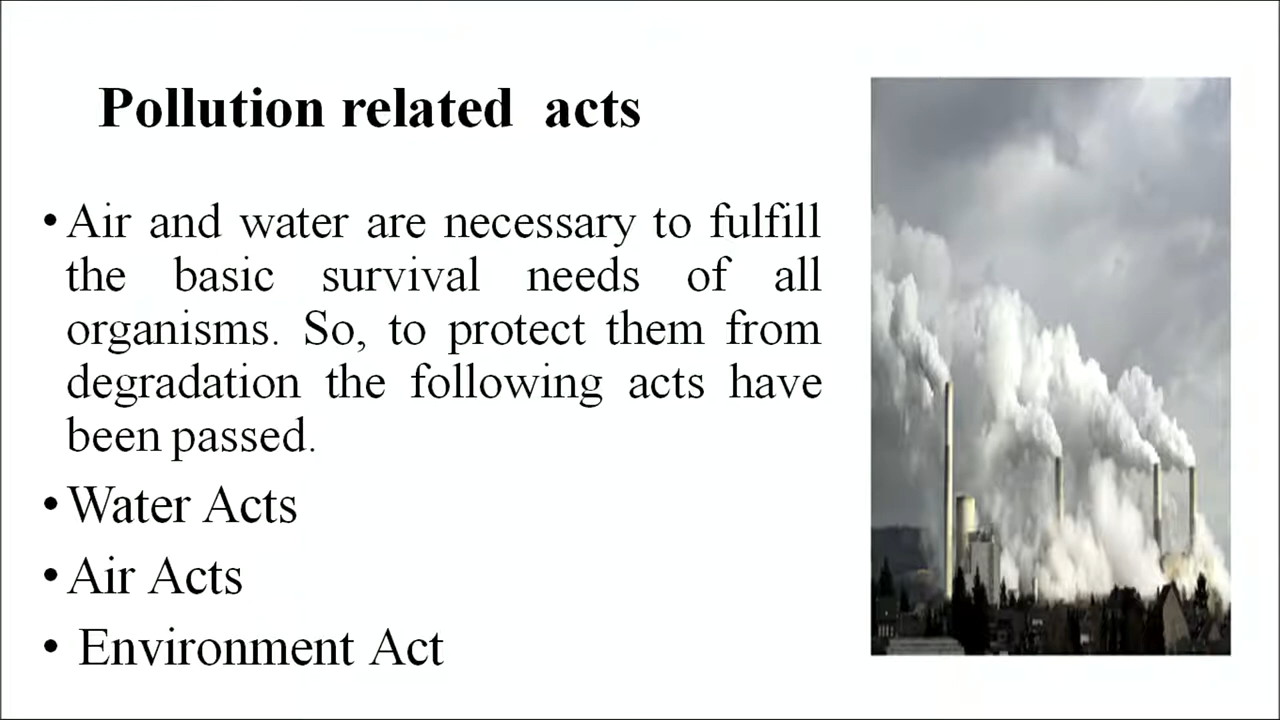 Pollution related acts
• Air and water are necessary to fulfill
the basic survival needs of all
organisms. So, to protect them from
degradation the following acts have
been passed.
• Water Acts
• Air Acts
• Environment Act